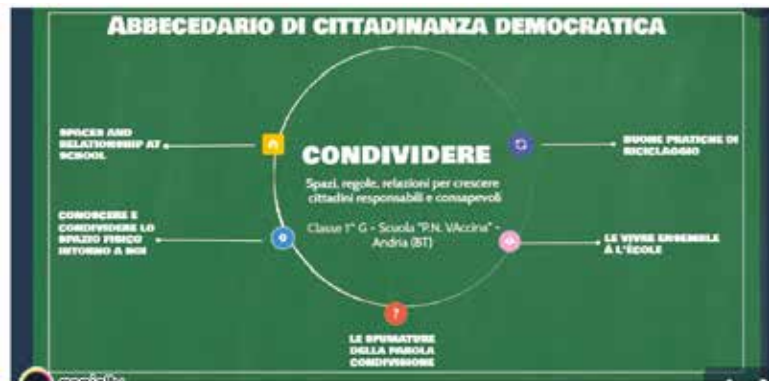 ABBECEDARIO DI CITTADINANZA DEMOCRATICA
SPACES AND
RELATIONSHIP AT
SCHOOL
CONDIVIDERE
Spazi, regole, relazioni per crescere
cittadini responsabili e consapevoli
Classe 1° G - Scuola "P.N. VAccina" -
Andria (BT)
BUONE PRATICHE DI
RICICLAGGIO
CONOSCERE E
CONDIVIDERE LO
SPAZIO FISICO
INTORNO A NOI
LE VIVRE ENSEMBLE
À L'ÉCOLE
?
LE SFUMATURE
DELLA PAROLA
CONDIVISIONE